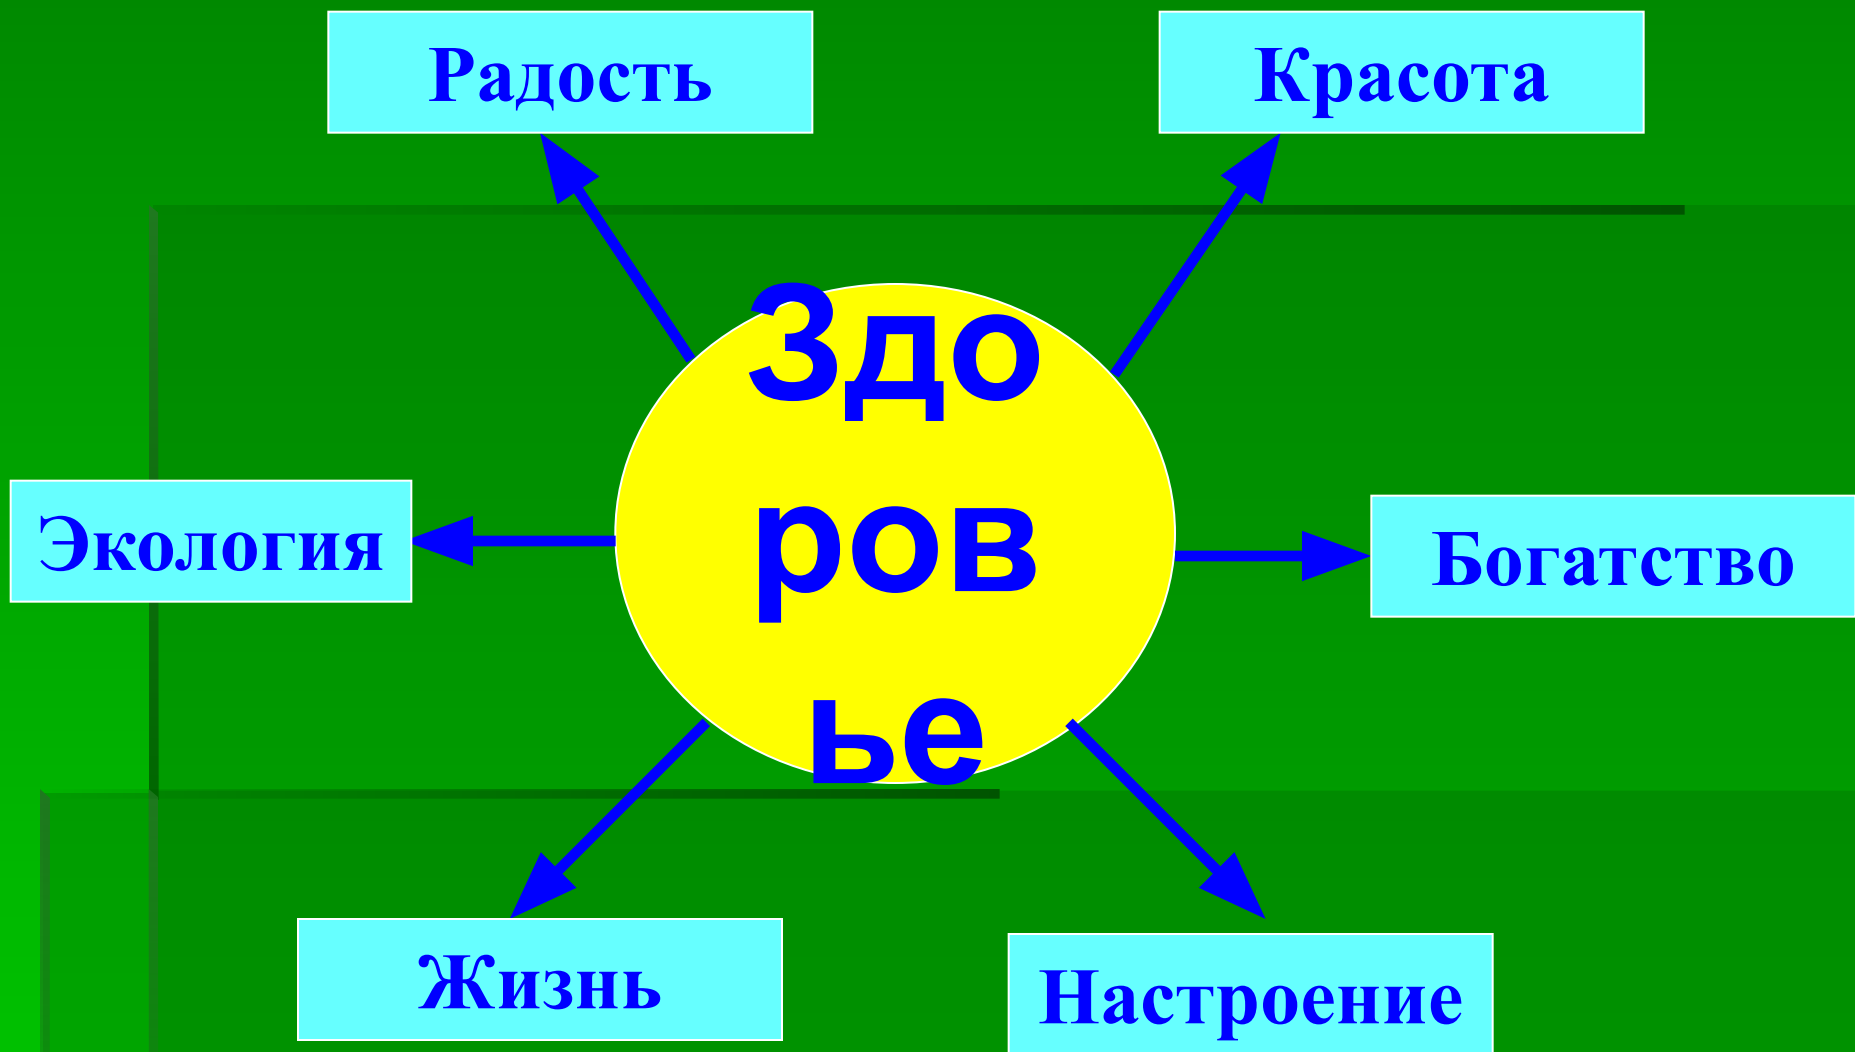 Радость
Красота
Здо
ров
ье
Экология
Богатство
Жизнь
Настроение